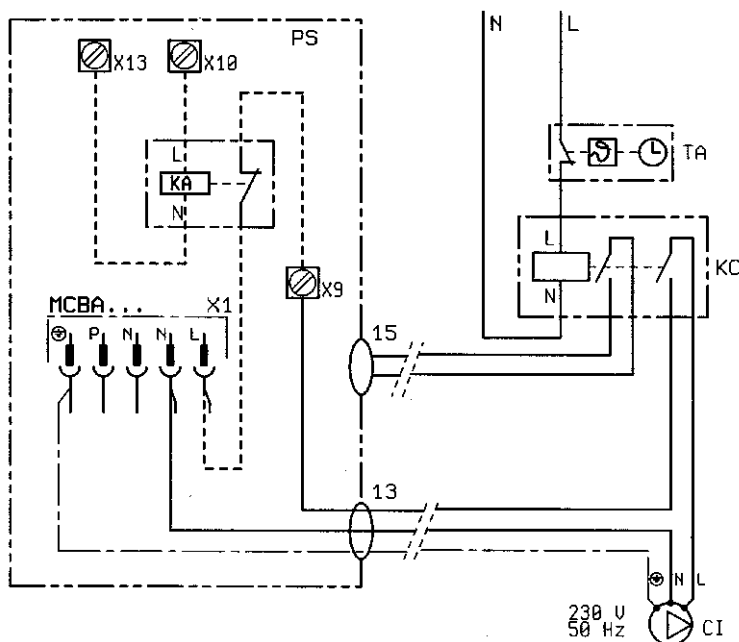 PS
N L
X13 X10
L
KA
N
TA
L
N
KC
X9
MCBA... X1
P N N L
15
13
N L
230 V
50 Hz
CI